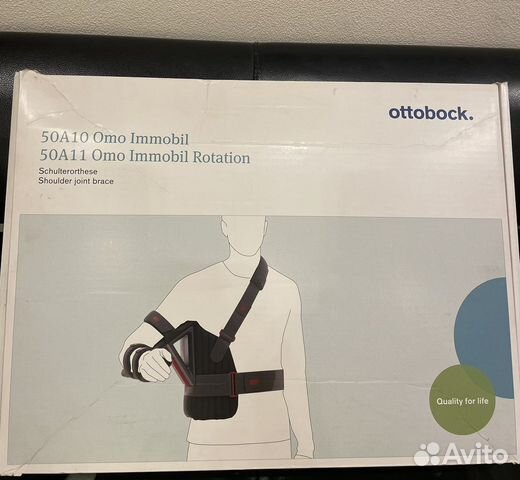 ottobock.
50A10 Omo Immobil
50A11 Omo Immobil Rotation
Schulterorthese
Shoulder joint brace
Quality for life
Avito